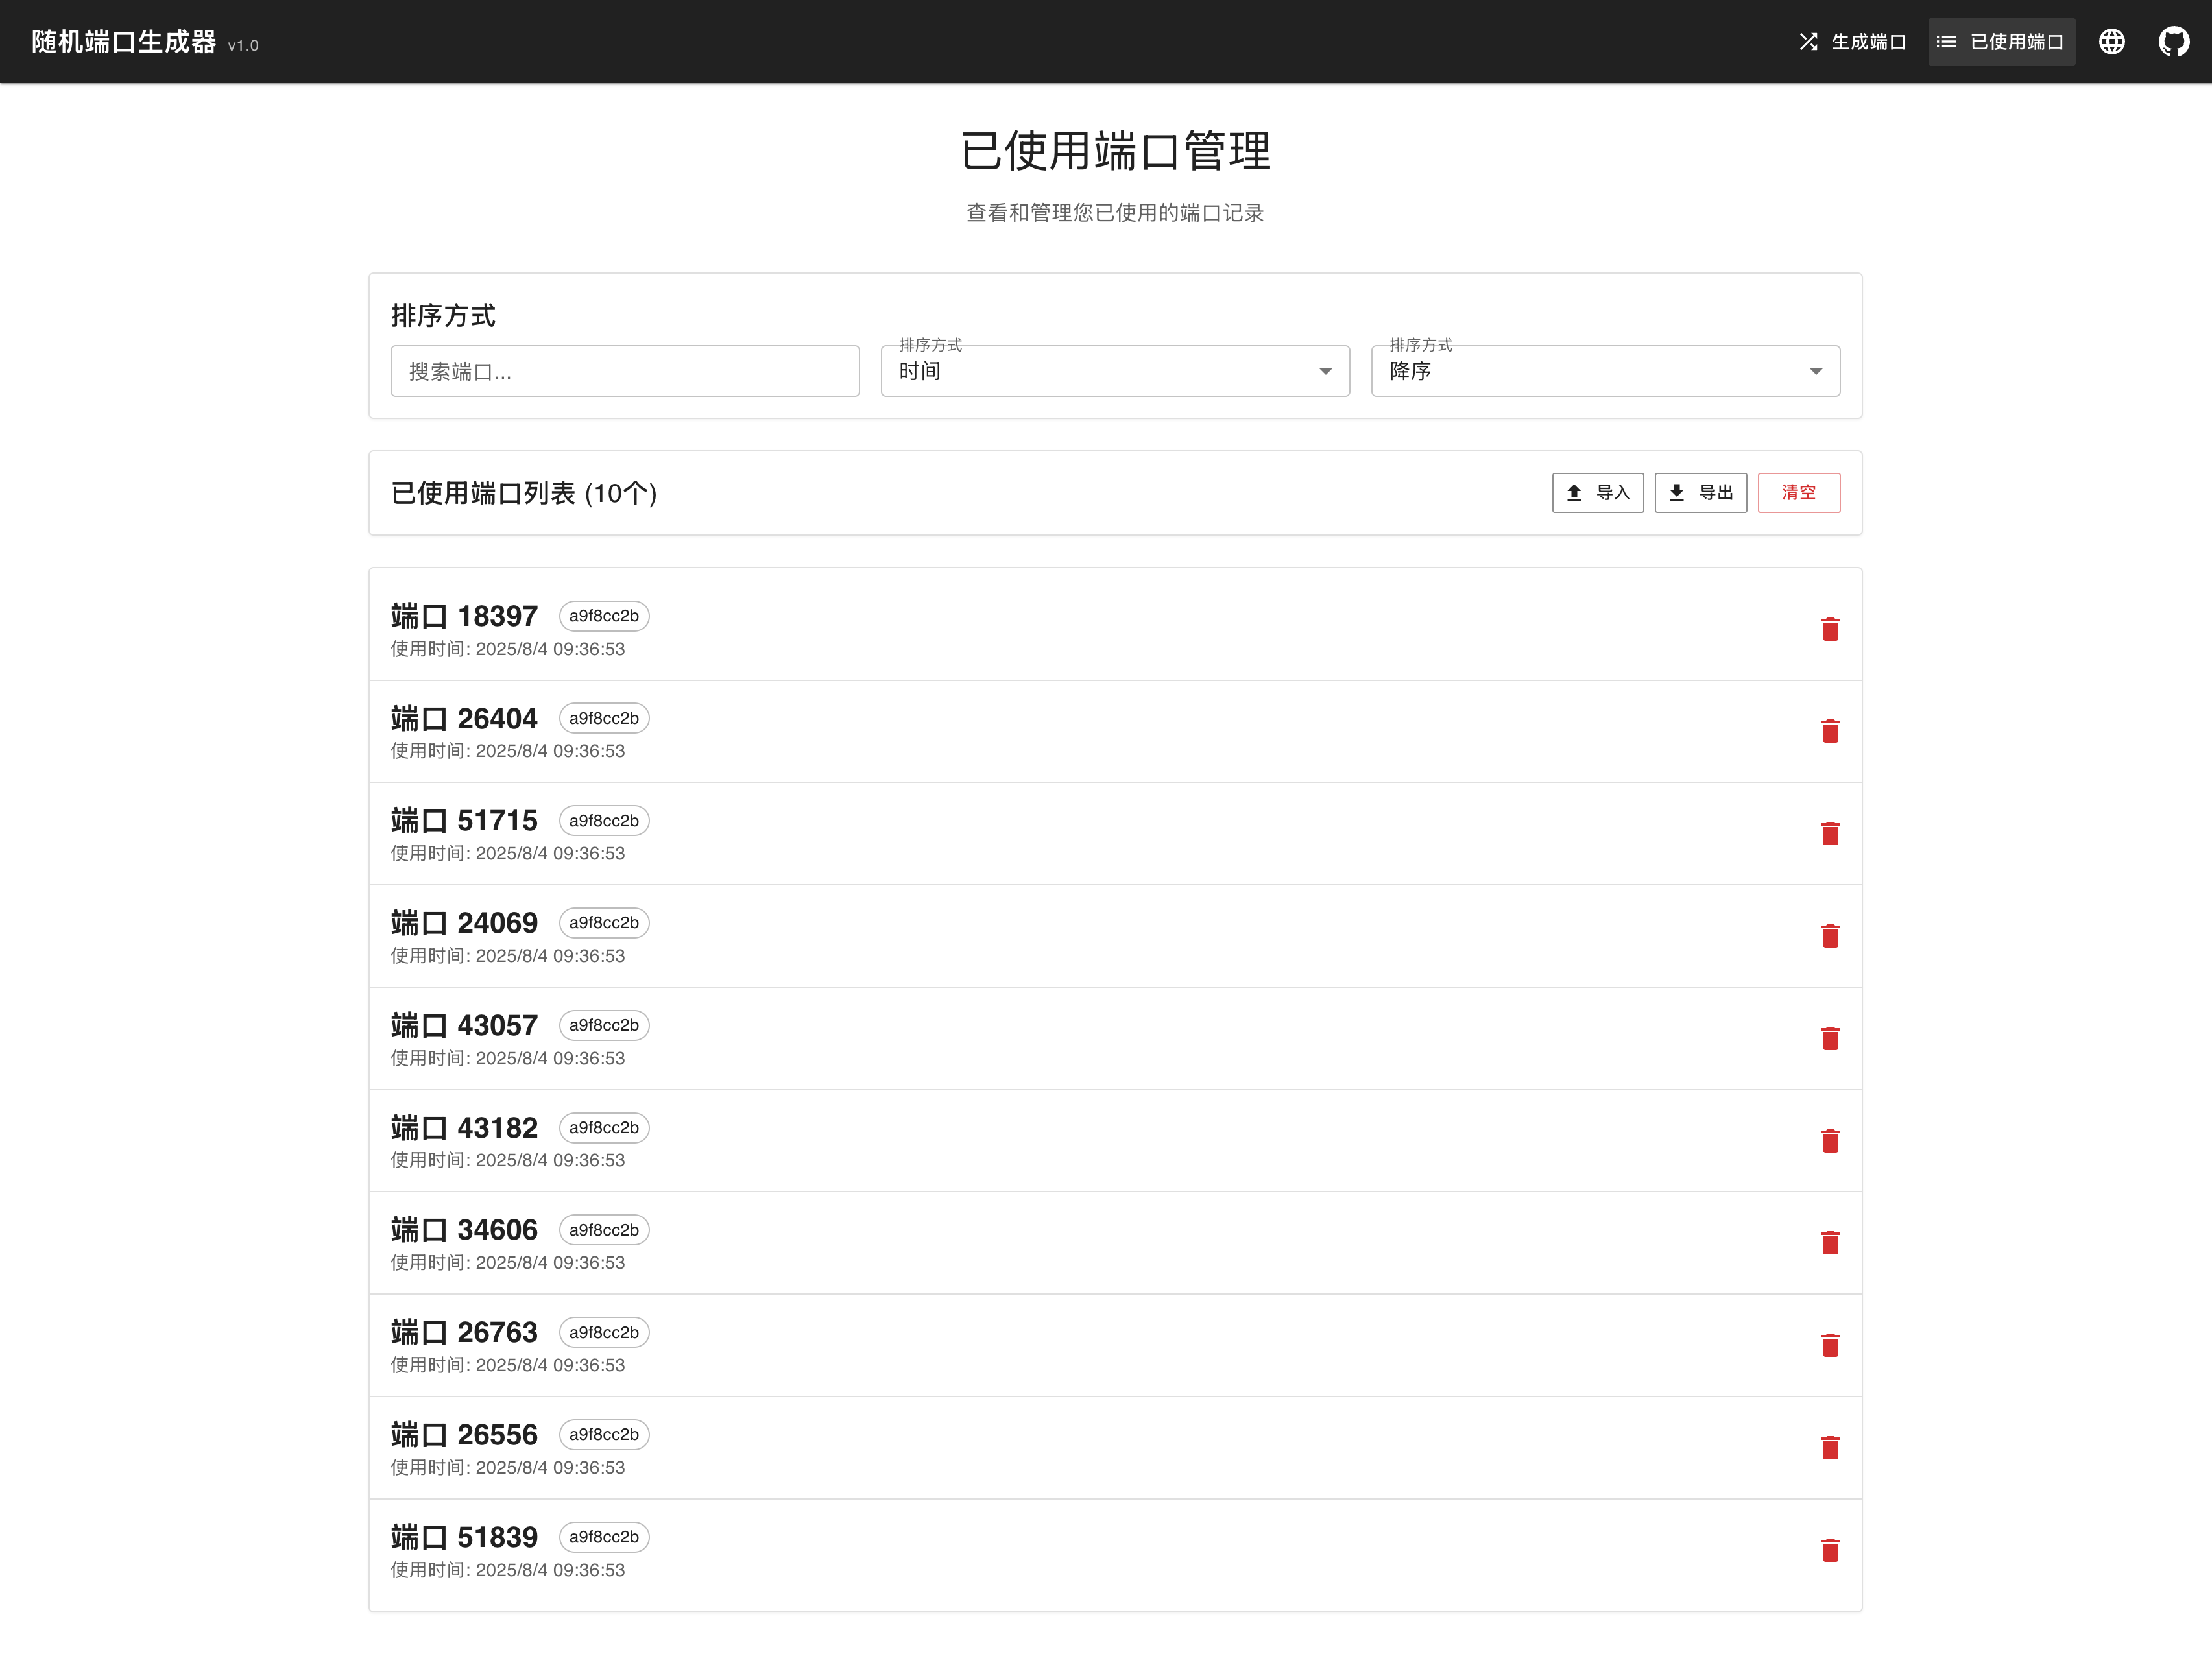 随机端口生成器 v1.0
生成端口
已使用端口
已使用端口管理
查看和管理您已使用的端口记录
排序方式
搜索端口...
排序方式
时间
排序方式
降序
已使用端口列表 (10个)
导入
导出
清空
端口 18397 a9f8cc2b
使用时间: 2025/8/4 09:36:53
端口 26404 a9f8cc2b
使用时间: 2025/8/4 09:36:53
端口 51715 a9f8cc2b
使用时间: 2025/8/4 09:36:53
端口 24069 a9f8cc2b
使用时间: 2025/8/4 09:36:53
端口 43057 a9f8cc2b
使用时间: 2025/8/4 09:36:53
端口 43182 a9f8cc2b
使用时间: 2025/8/4 09:36:53
端口 34606 a9f8cc2b
使用时间: 2025/8/4 09:36:53
端口 26763 a9f8cc2b
使用时间: 2025/8/4 09:36:53
端口 26556 a9f8cc2b
使用时间: 2025/8/4 09:36:53
端口 51839 a9f8cc2b
使用时间: 2025/8/4 09:36:53